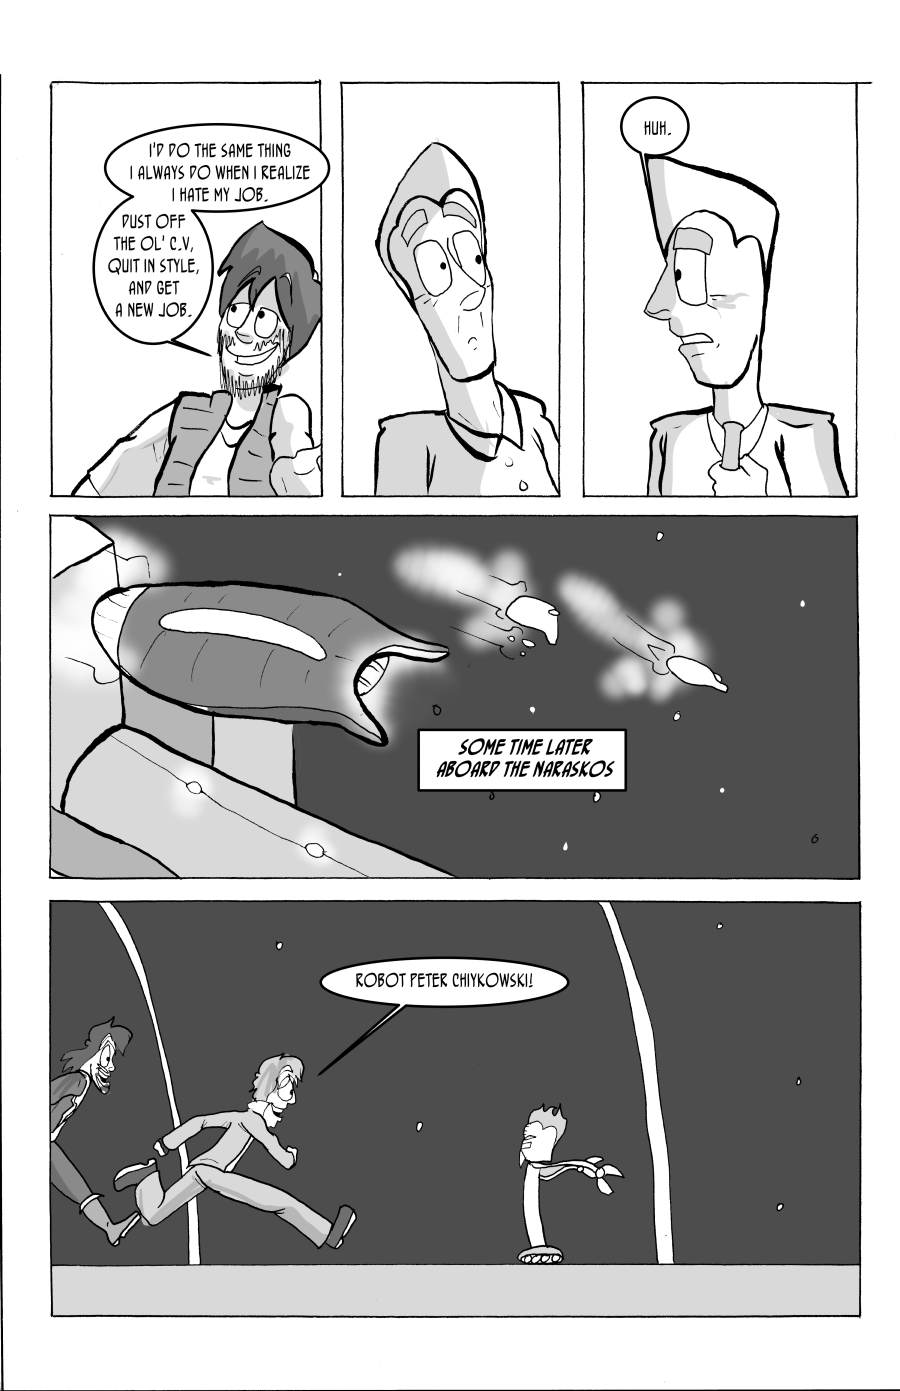 I'D DO THE SAME THING
I ALWAYS DO WHEN I REALIZE
I HATE MY JOB.
DUST OFF
THE OL' C.V,
QUIT IN STYLE,
AND GET
A NEW JOB.
HUH.
SOME TIME LATER
ABOARD THE NARASKOS
ROBOT PETER CHIYKOWSKI!